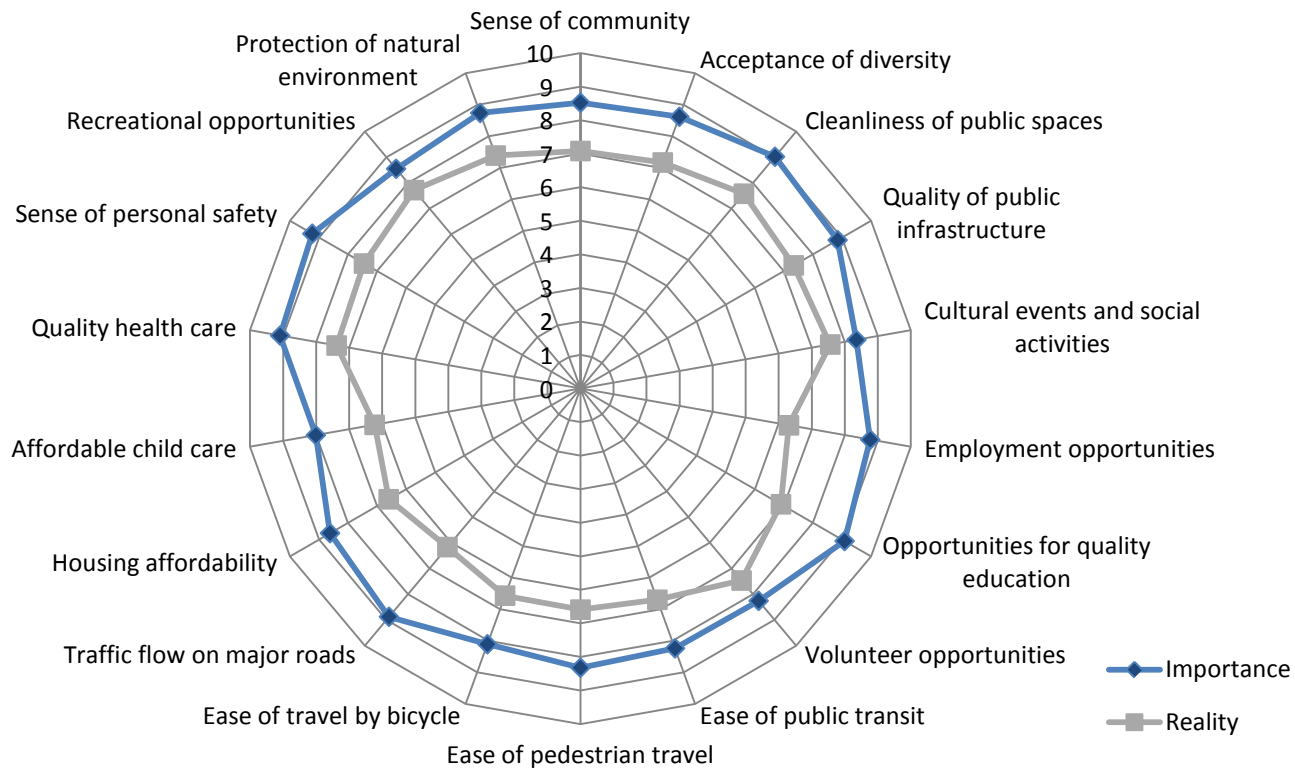 Sense of community
Protection of natural
environment
Acceptance of diversity
Recreational opportunities
Cleanliness of public spaces
Sense of personal safety
Quality of public
infrastructure
Quality health care
Cultural events and social
activities
Affordable child care
Employment opportunities
Housing affordability
Opportunities for quality
education
Traffic flow on major roads
Volunteer opportunities
Ease of travel by bicycle
Ease of public transit
Ease of pedestrian travel
10
9
8
7
6
5
4
3
2
1
0
Importance
Reality